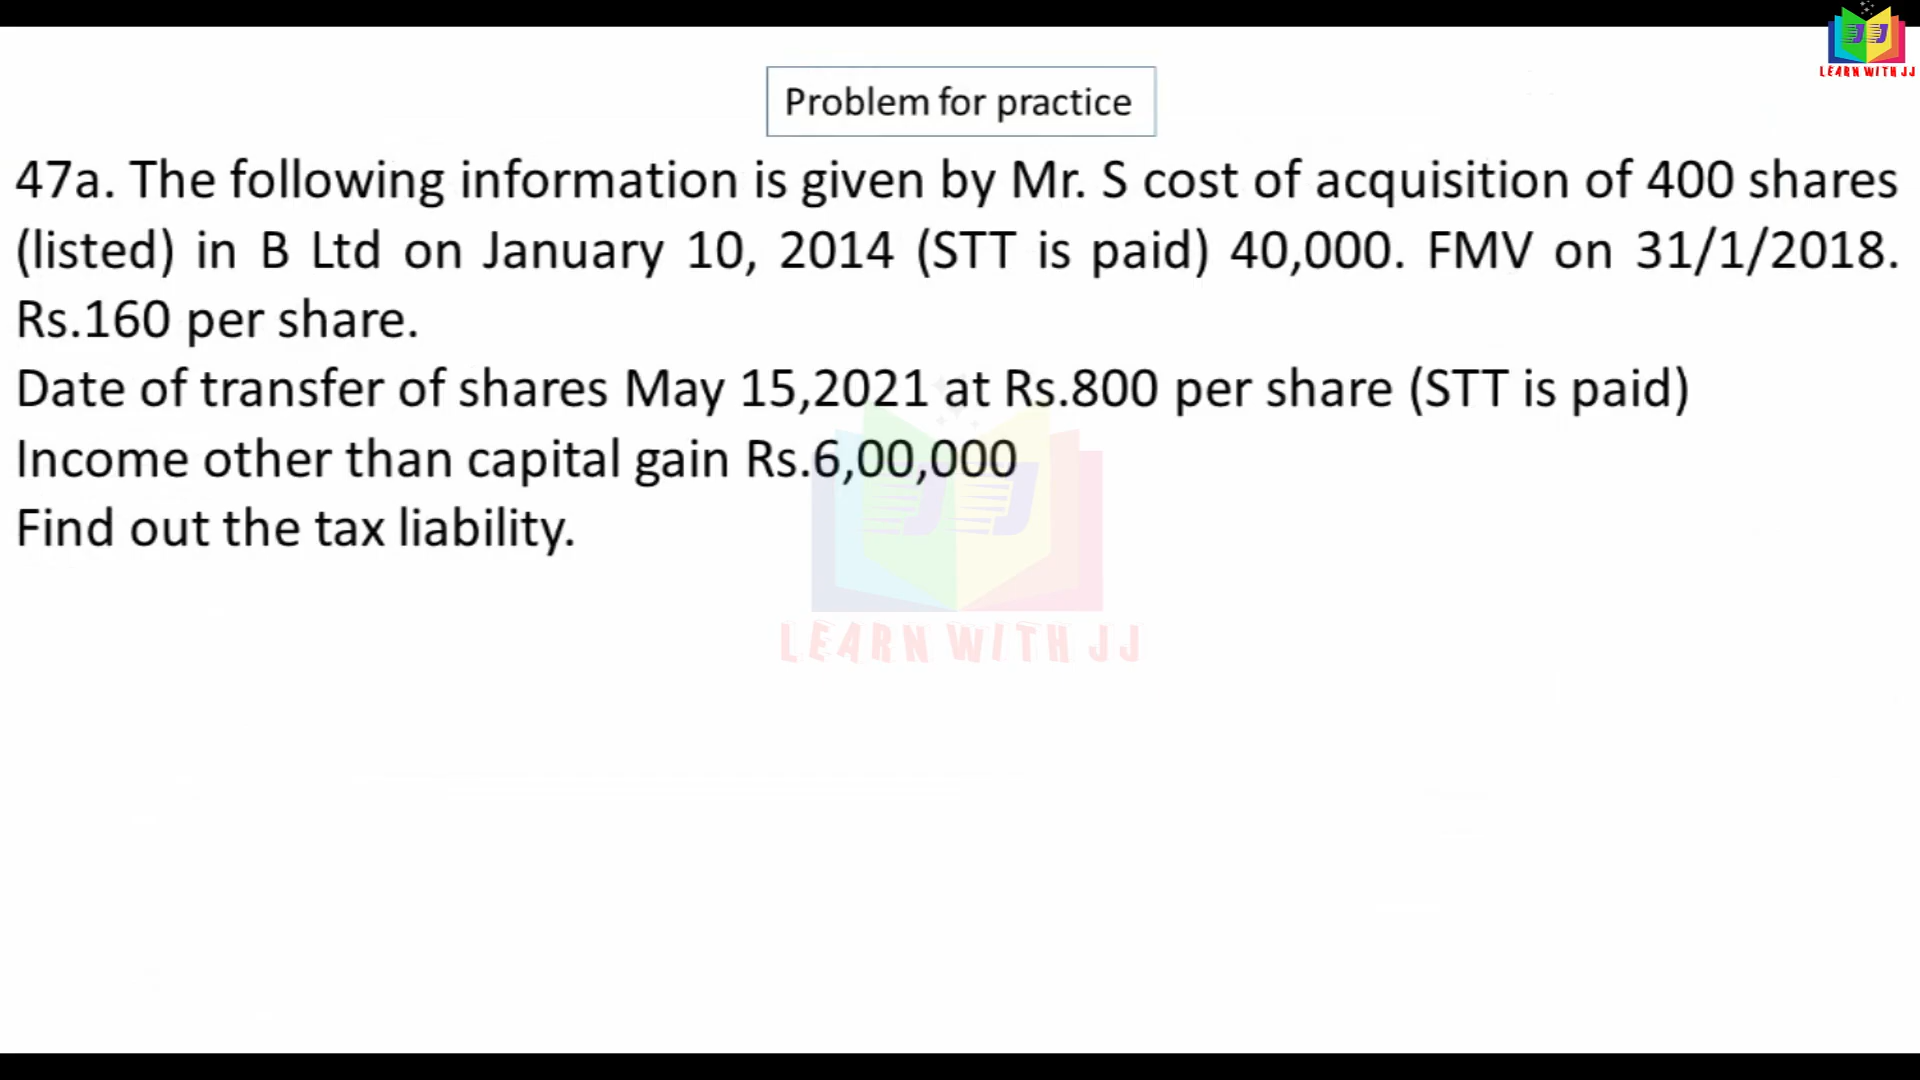 LEARN WITH JJ
Problem for practice
47a. The following information is given by Mr. S cost of acquisition of 400 shares
(listed) in B Ltd on January 10, 2014 (STT is paid) 40,000. FMV on 31/1/2018.
Rs.160 per share.
Date of transfer of shares May 15,2021 at Rs.800 per share (STT is paid)
Income other than capital gain Rs.6,00,000
Find out the tax liability.
JJ
LEARN WITH JJ